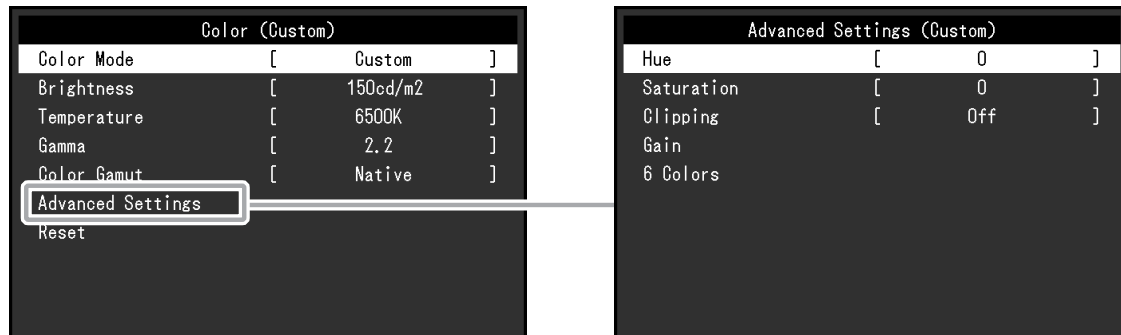 Color (Custom)
Color Mode [ Custom ]
Brightness [ 150cd/m2 ]
Temperature [ 6500K ]
Gamma [ 2.2 ]
Color Gamut [ Native ]
Advanced Settings
Reset
Advanced Settings (Custom)
Hue [ 0 ]
Saturation [ 0 ]
Clipping [ Off ]
Gain
6 Colors